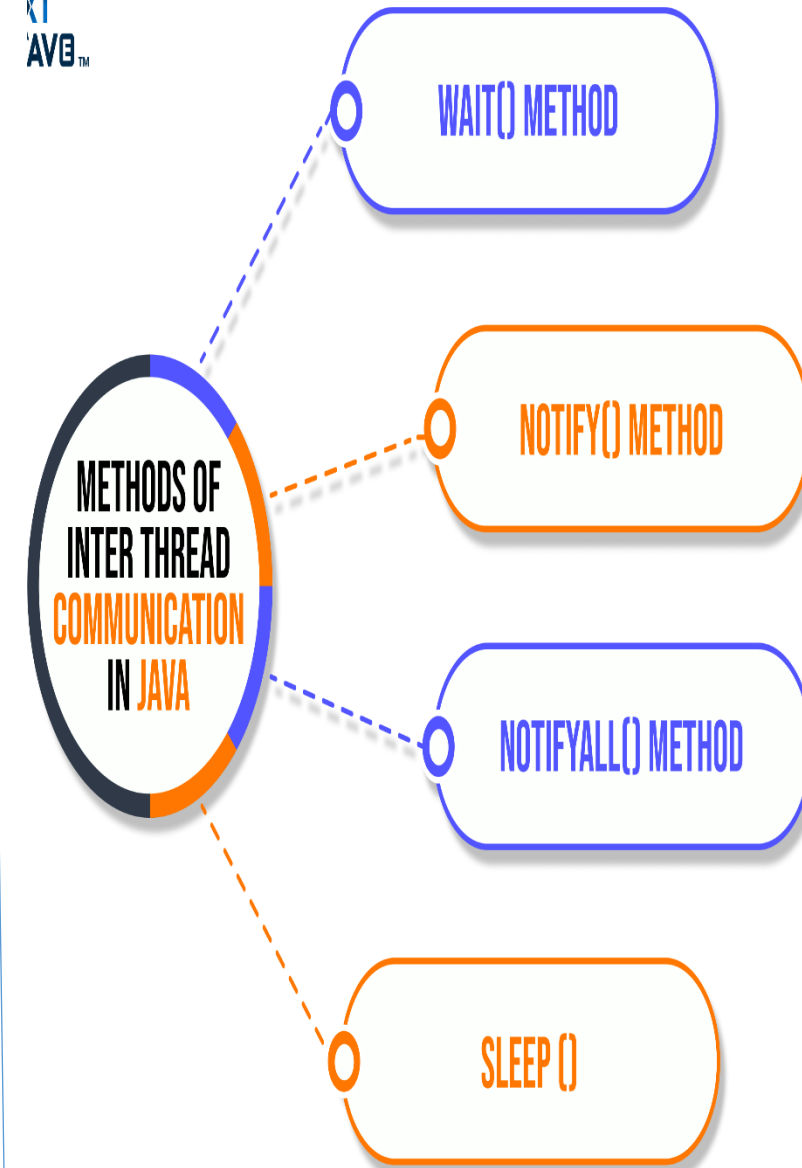 WAIT() METHOD
NOTIFY() METHOD
METHODS OF
INTER THREAD
COMMUNICATION
IN JAVA
NOTIFYALL() METHOD
SLEEP ()